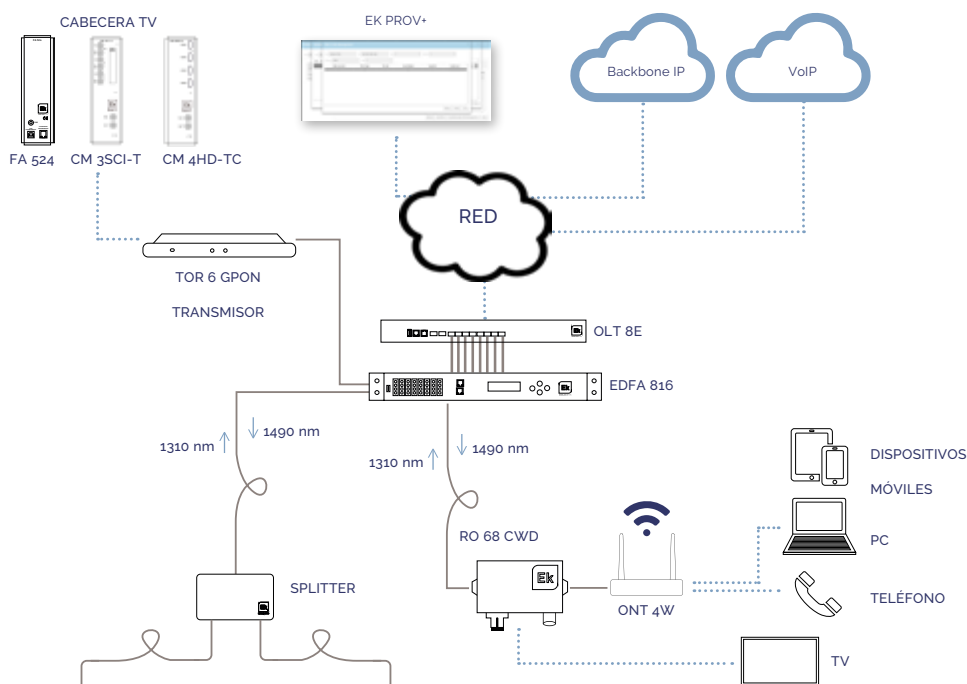 CABECERA TV
EK PROV+
Backbone IP
VoIP
FA 524
CM 3SCI-T
CM 4HD-TC
RED
TOR 6 GPON
TRANSMISOR
OLT 8E
EDFA 816
1310 nm
1490 nm
1310 nm
1490 nm
DISPOSITIVOS
MÓVILES
RO 68 CWD
PC
Ek
SPLITTER
ONT 4W
TELÉFONO
TV